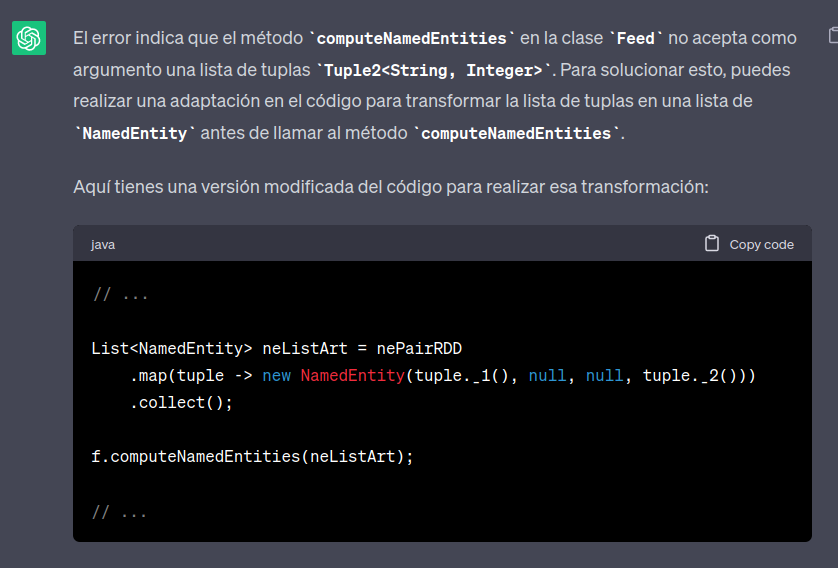 El error indica que el método `computeNamedEntities` en la clase `Feed` no acepta como
argumento una lista de tuplas `Tuple2<String, Integer>`. Para solucionar esto, puedes
realizar una adaptación en el código para transformar la lista de tuplas en una lista de
`NamedEntity` antes de llamar al método `computeNamedEntities`.
Aquí tienes una versión modificada del código para realizar esa transformación:
java
Copy code
// ...
List<NamedEntity> neListArt = nePairRDD
    .map(tuple -> new NamedEntity(tuple._1(), null, null, tuple._2()))
    .collect();
f.computeNamedEntities(neListArt);
// ...